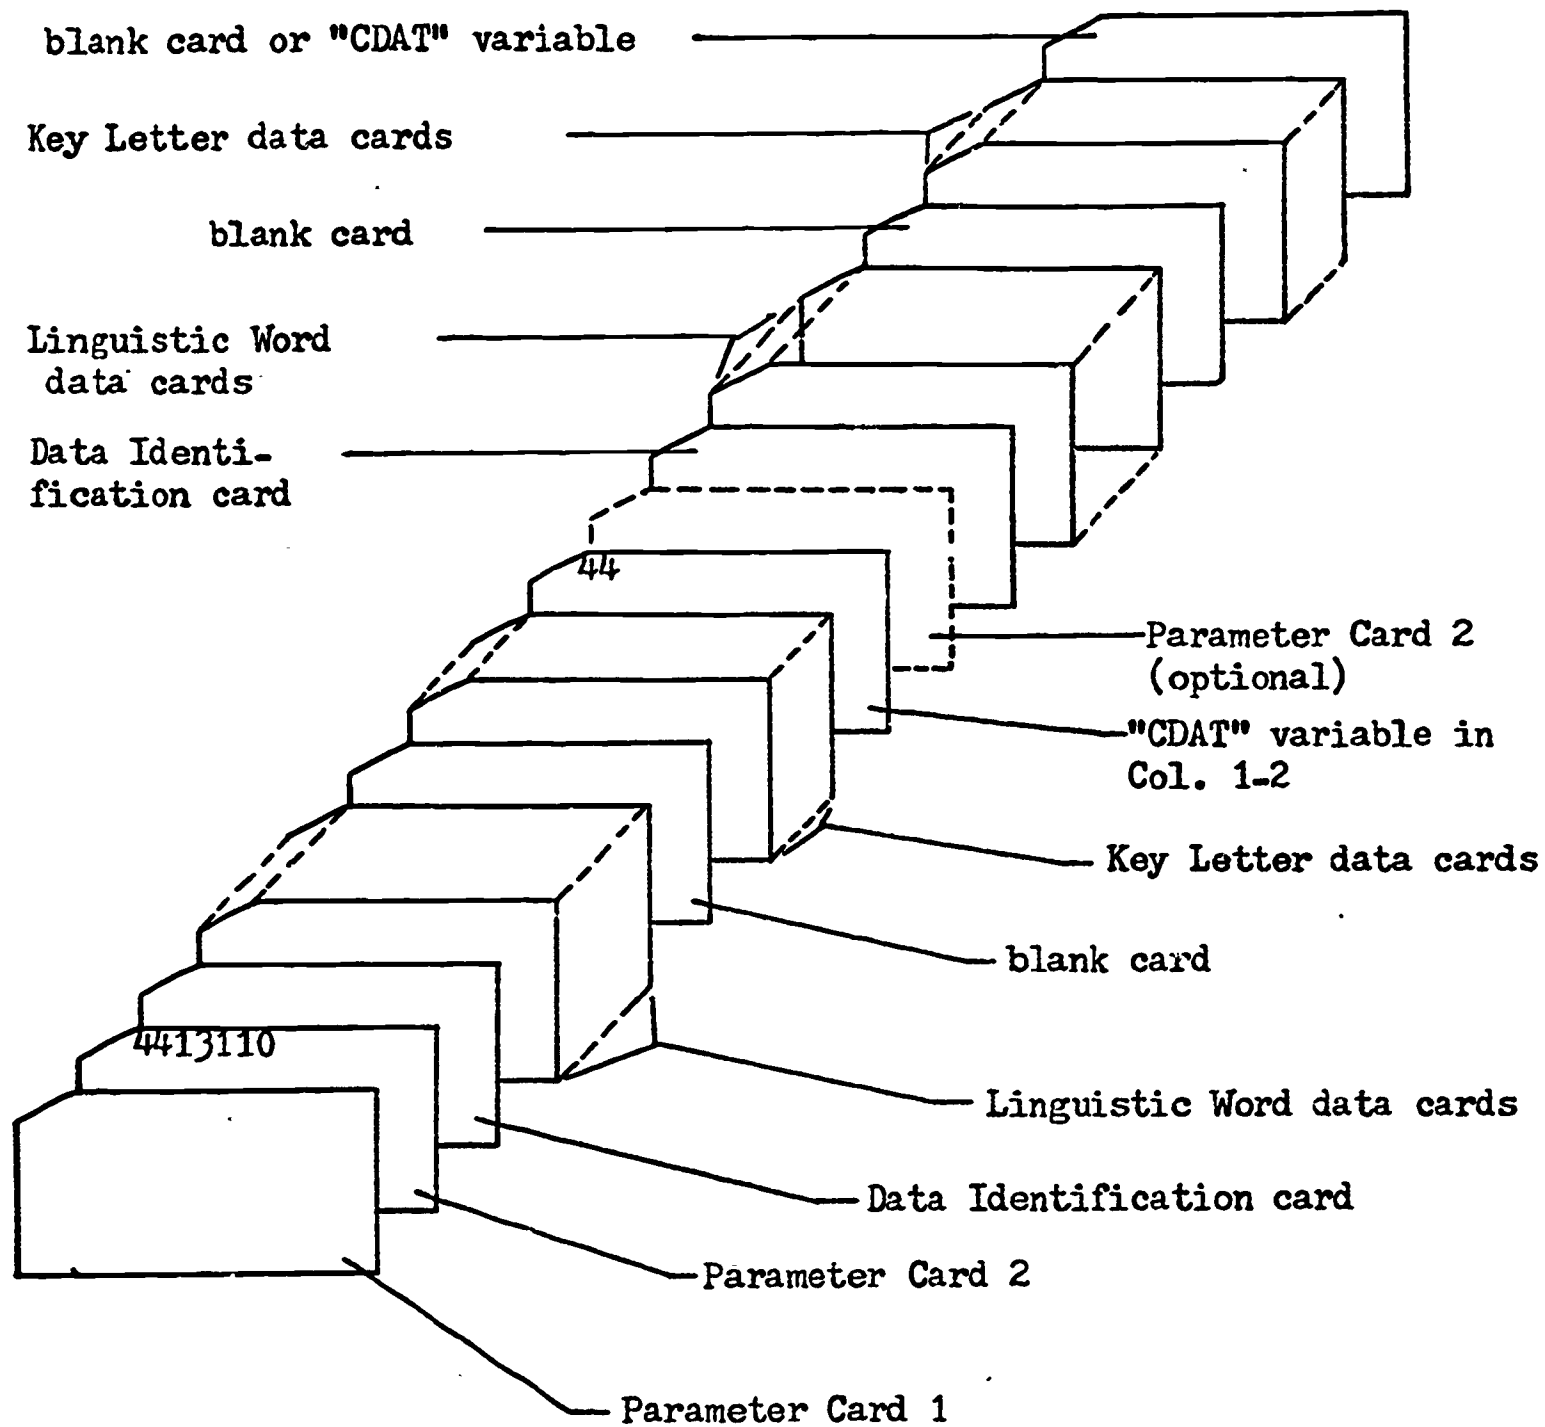 blank card or "CDAT" variable
Key Letter data cards
blank card
Linguistic Word
data cards
Data Identi-
fication card
44
Parameter Card 2
(optional)
"CDAT" variable in
Col. 1-2
Key Letter data cards
blank card
4413110
Linguistic Word data cards
Data Identification card
Parameter Card 2
Parameter Card 1